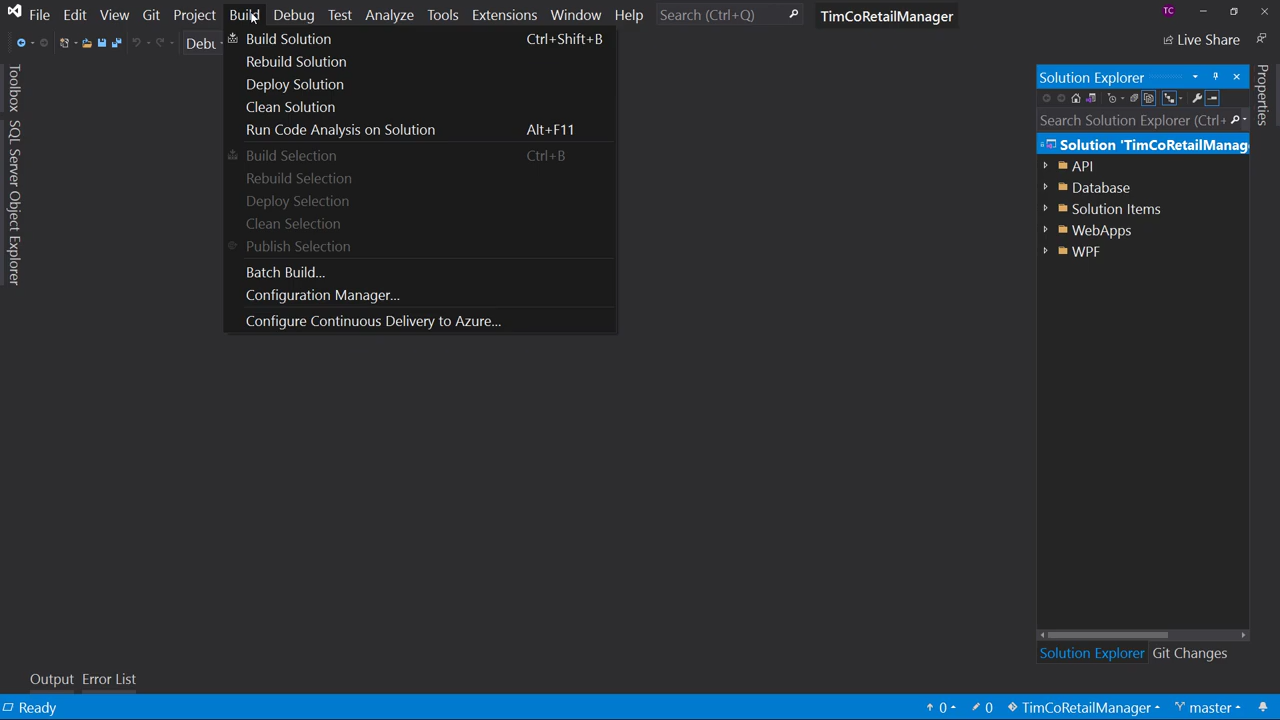 File Edit View Git Project Build Debug Test Analyze Tools Extensions Window Help Search (Ctrl+Q) TimCoRetailManager TC
Live Share
Debu
Build Solution Ctrl+Shift+B
Rebuild Solution
Deploy Solution
Clean Solution
Run Code Analysis on Solution Alt+F11
Build Selection Ctrl+B
Rebuild Selection
Deploy Selection
Clean Selection
Publish Selection
Batch Build...
Configuration Manager...
Configure Continuous Delivery to Azure...
Toolbox
SQL Server Object Explorer
Solution Explorer
Search Solution Explorer (Ctrl+
Solution 'TimCoRetailManag
API
Database
Solution Items
WebApps
WPF
Properties
Solution Explorer Git Changes
Output Error List
Ready 0 0 TimCoRetailManager master